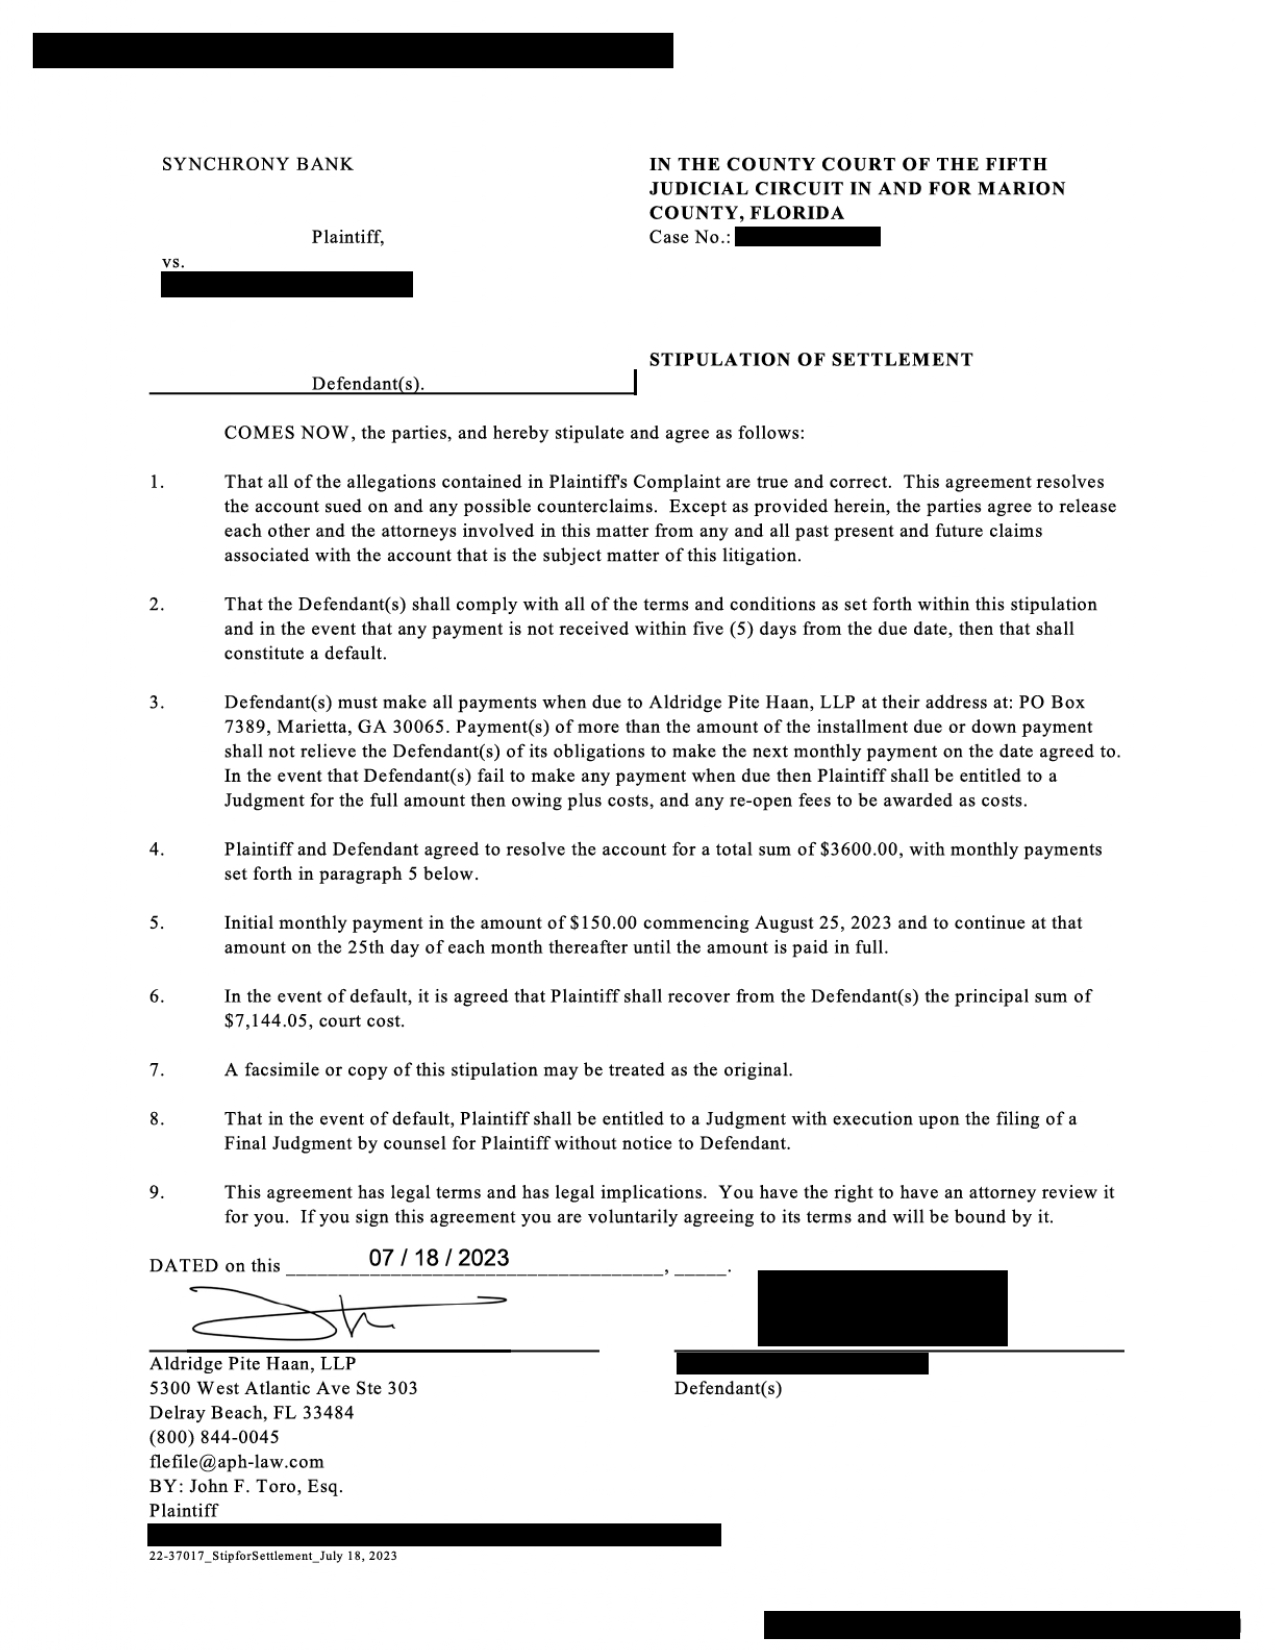 SYNCHRONY BANK
IN THE COUNTY COURT OF THE FIFTH
JUDICIAL CIRCUIT IN AND FOR MARION
COUNTY, FLORIDA
Plaintiff,
Case No.:
vs.
STIPULATION OF SETTLEMENT
Defendant(s).
COMES NOW, the parties, and hereby stipulate and agree as follows:
1. That all of the allegations contained in Plaintiff's Complaint are true and correct. This agreement resolves
the account sued on and any possible counterclaims. Except as provided herein, the parties agree to release
each other and the attorneys involved in this matter from any and all past present and future claims
associated with the account that is the subject matter of this litigation.
2. That the Defendant(s) shall comply with all of the terms and conditions as set forth within this stipulation
and in the event that any payment is not received within five (5) days from the due date, then that shall
constitute a default.
3. Defendant(s) must make all payments when due to Aldridge Pite Haan, LLP at their address at: PO Box
7389, Marietta, GA 30065. Payment(s) of more than the amount of the installment due or down payment
shall not relieve the Defendant(s) of its obligations to make the next monthly payment on the date agreed to.
In the event that Defendant(s) fail to make any payment when due then Plaintiff shall be entitled to a
Judgment for the full amount then owing plus costs, and any re-open fees to be awarded as costs.
4. Plaintiff and Defendant agreed to resolve the account for a total sum of $3600.00, with monthly payments
set forth in paragraph 5 below.
5. Initial monthly payment in the amount of $150.00 commencing August 25, 2023 and to continue at that
amount on the 25th day of each month thereafter until the amount is paid in full.
6. In the event of default, it is agreed that Plaintiff shall recover from the Defendant(s) the principal sum of
$7,144.05, court cost.
7. A facsimile or copy of this stipulation may be treated as the original.
8. That in the event of default, Plaintiff shall be entitled to a Judgment with execution upon the filing of a
Final Judgment by counsel for Plaintiff without notice to Defendant.
9. This agreement has legal terms and has legal implications. You have the right to have an attorney review it
for you. If you sign this agreement you are voluntarily agreeing to its terms and will be bound by it.
DATED on this 07 / 18 / 2023, _____.
Aldridge Pite Haan, LLP
5300 West Atlantic Ave Ste 303
Defendant(s)
Delray Beach, FL 33484
(800) 844-0045
flefile@aph-law.com
BY: John F. Toro, Esq.
Plaintiff
22-37017_StipforSettlement_July 18, 2023